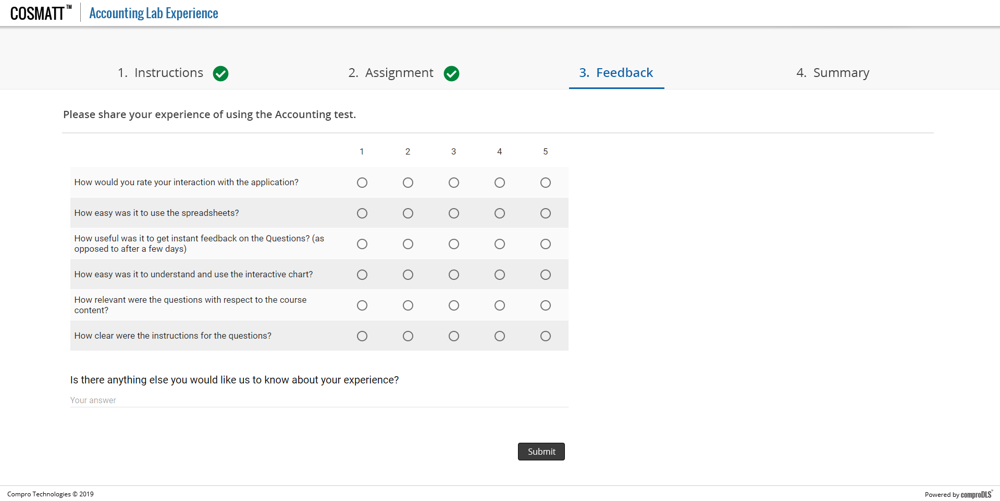 COSMATT™ Accounting Lab Experience
1. Instructions 2. Assignment 3. Feedback 4. Summary
Please share your experience of using the Accounting test.
1 2 3 4 5
How would you rate your interaction with the application?
How easy was it to use the spreadsheets?
How useful was it to get instant feedback on the Questions? (as
opposed to after a few days)
How easy was it to understand and use the interactive chart?
How relevant were the questions with respect to the course
content?
How clear were the instructions for the questions?
Is there anything else you would like us to know about your experience?
Your answer
Submit
Compro Technologies © 2019 Powered by comproDLS™